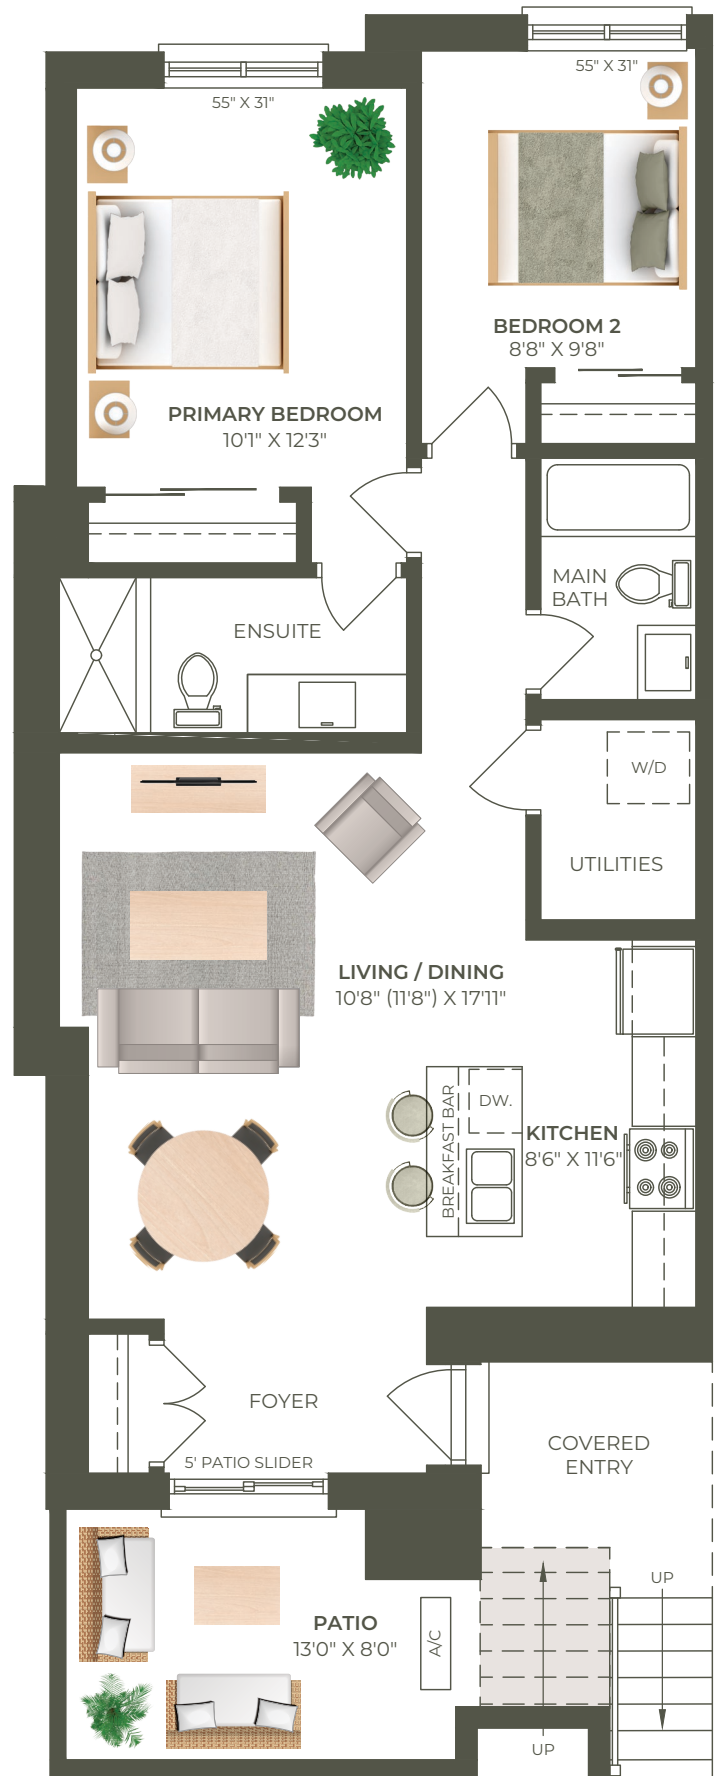 55" X 31"
55" X 31"
BEDROOM 2
8'8" X 9'8"
PRIMARY BEDROOM
10'1" X 12'3"
MAIN
BATH
ENSUITE
W/D
UTILITIES
LIVING / DINING
10'8" (11'8") X 17'11"
BREAKFAST BAR
DW.
KITCHEN
8'6" X 11'6"
FOYER
5' PATIO SLIDER
COVERED
ENTRY
UP
PATIO
13'0" X 8'0"
A/C
UP